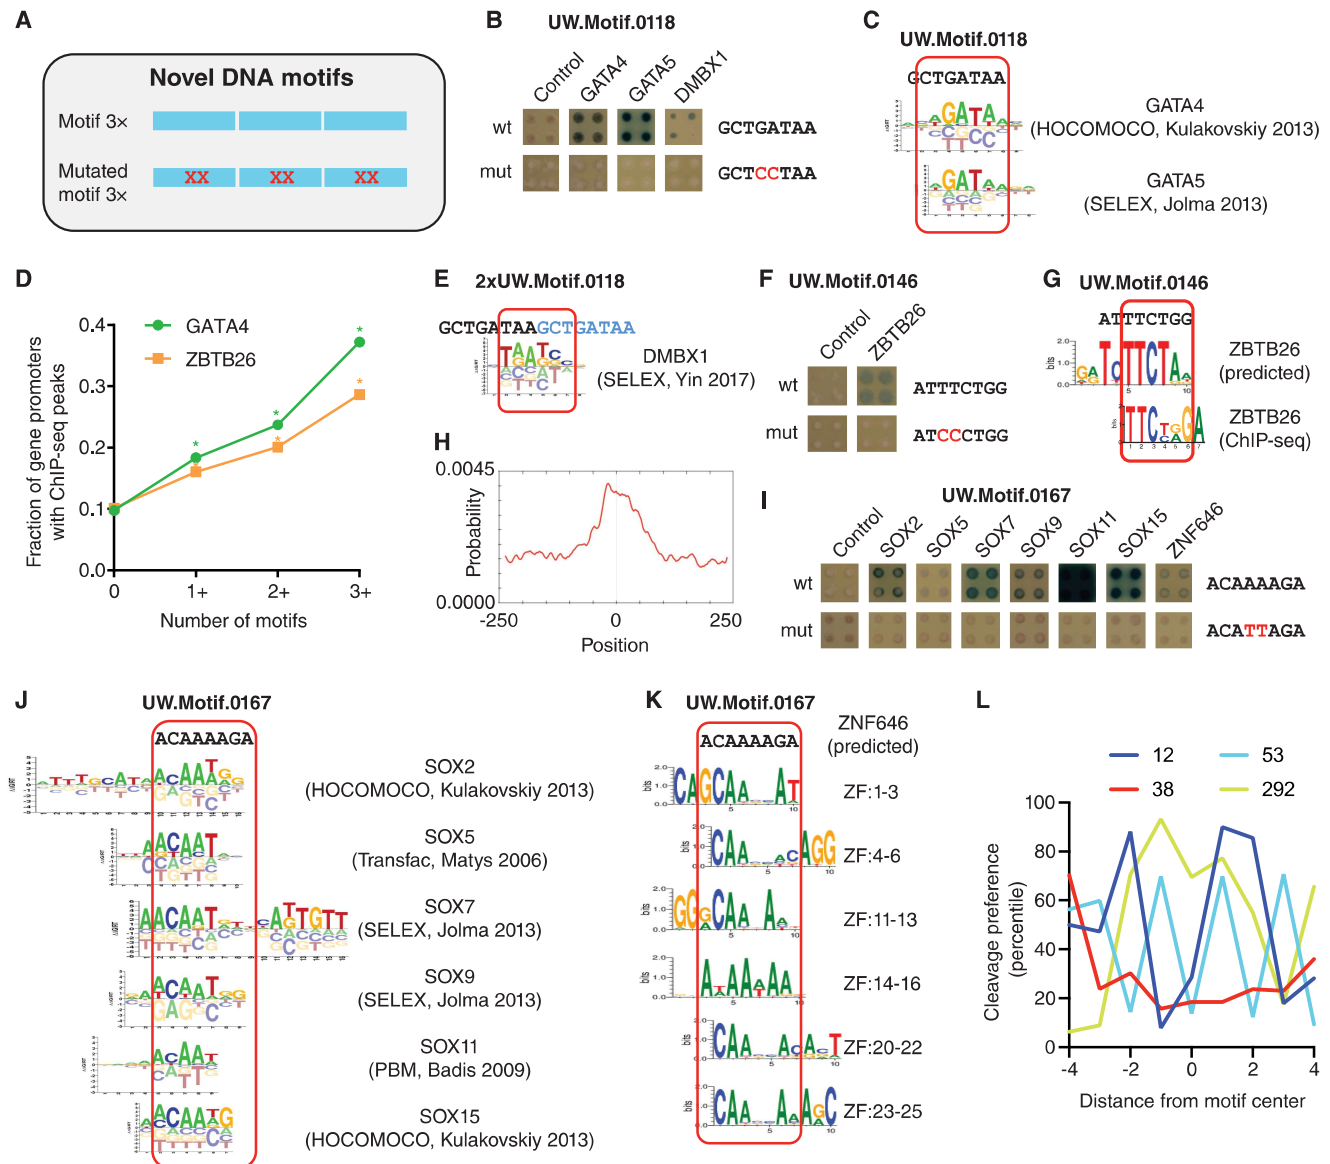 A
Novel DNA motifs
Motif 3×
Mutated
motif 3×
XX XX XX
B
UW.Motif.0118
Control GATA4 GATA5 DMBX1
wt
GCTGATAA
mut
GCTCCTAA
C
UW.Motif.0118
GCTGATAA
GATA4
(HOCOMOCO, Kulakovskiy 2013)
GATA5
(SELEX, Jolma 2013)
D
Fraction of gene promoters
with ChIP-seq peaks
0.4
0.3
0.2
0.1
0.0
GATA4
ZBTB26
0 1+ 2+ 3+
Number of motifs
E
2xUW.Motif.0118
GCTGATAAGCTGATAA
DMBX1
(SELEX, Yin 2017)
F
UW.Motif.0146
Control ZBTB26
wt
ATTTCTGG
mut
ATCCCTGG
G
UW.Motif.0146
ATTTCTGG
ZBTB26
(predicted)
ZBTB26
(ChIP-seq)
H
0.0045
Probability
0.0000
-250 0 250
Position
I
UW.Motif.0167
Control SOX2 SOX5 SOX7 SOX9 SOX11 SOX15 ZNF646
wt
ACAAAAGA
mut
ACATTAGA
J
UW.Motif.0167
ACAAAAGA
SOX2
(HOCOMOCO, Kulakovskiy 2013)
SOX5
(Transfac, Matys 2006)
SOX7
(SELEX, Jolma 2013)
SOX9
(SELEX, Jolma 2013)
SOX11
(PBM, Badis 2009)
SOX15
(HOCOMOCO, Kulakovskiy 2013)
K
UW.Motif.0167
ACAAAAGA
ZNF646
(predicted)
ZF:1-3
ZF:4-6
ZF:11-13
ZF:14-16
ZF:20-22
ZF:23-25
L
12 53
38 292
Cleavage preference
(percentile)
100
80
60
40
20
0
-4 -2 0 2 4
Distance from motif center